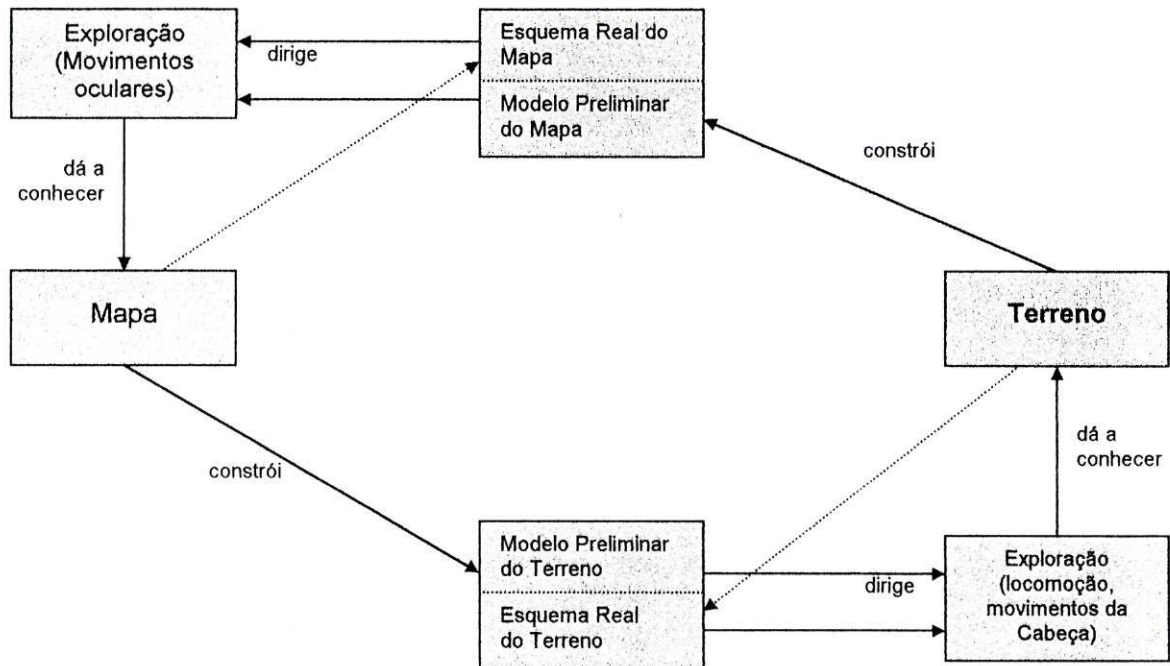 Exploração
(Movimentos
oculares)
dirige
Esquema Real do
Mapa
Modelo Preliminar
do Mapa
constrói
dá a
conhecer
Mapa
Terreno
constrói
dá a
conhecer
Modelo Preliminar
do Terreno
Esquema Real
do Terreno
dirige
Exploração
(locomoção,
movimentos da
Cabeça)